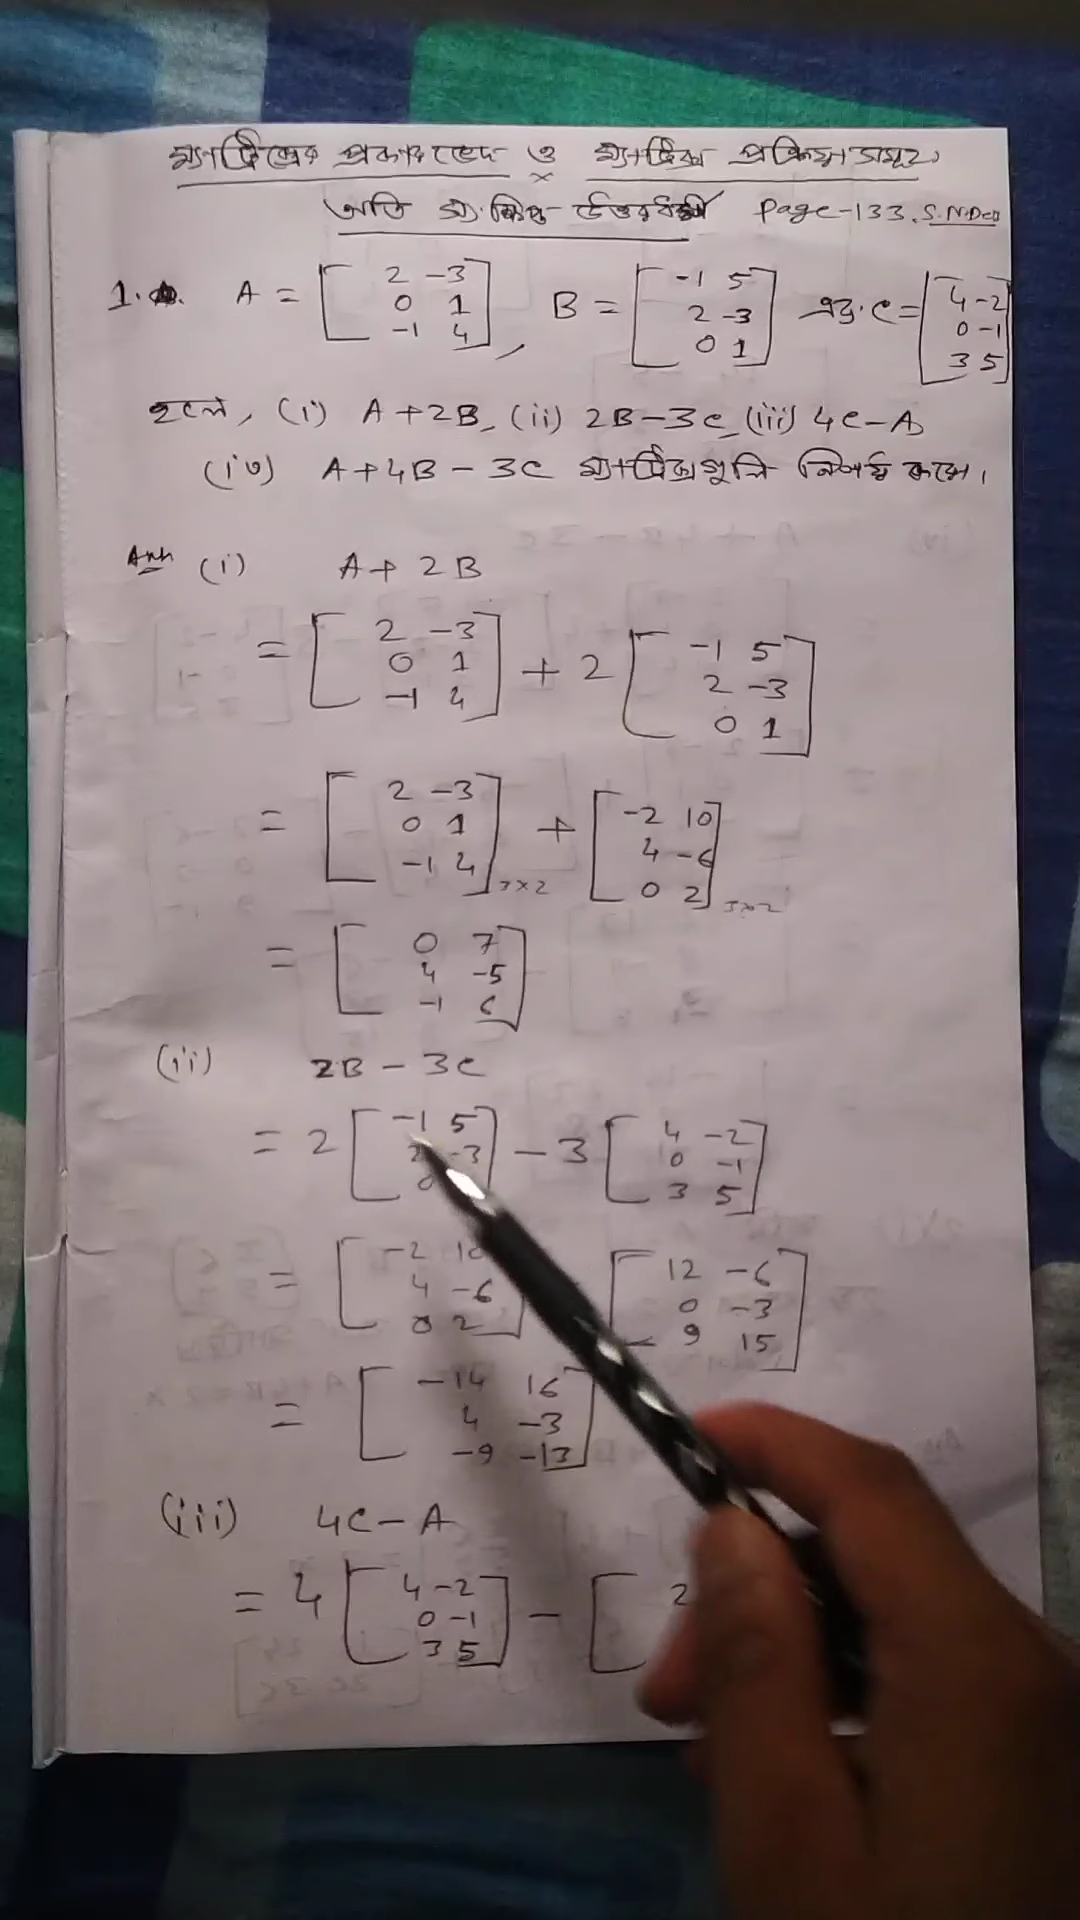 ম্যাট্রিক্সের প্রকারভেদ ও ম্যাট্রিক্স প্রক্রিয়াসমূহ
অতি সংক্ষিপ্ত উত্তরধর্মী Page-133. S.N.Dey
1. A = [ 2 -3 B = [ -1 5 এবং C = [ 4 -2
0 1 2 -3 0 -1
-1 4 ], 0 1 ] 3 5 ]
হলে, (i) A+2B, (ii) 2B-3C, (iii) 4C-A
(iv) A+4B-3C ম্যাট্রিক্সগুলি নির্ণয় করো।
Ans (i) A+2B
= [ 2 -3 + 2 [ -1 5
0 1 2 -3
-1 4 ] 0 1 ]
= [ 2 -3 + [ -2 10
0 1 4 -6
-1 4 ]3x2 0 2 ]3x2
= [ 0 7
4 -5
-1 6 ]
(ii) 2B - 3C
= 2 [ -1 5 - 3 [ 4 -2
2 -3 0 -1
0 ] 3 5 ]
= [ -2 10 [ 12 -6
4 -6 0 -3
0 2 ] 9 15 ]
= [ -14 16
4 -3
-9 -13 ]
(iii) 4C - A
= 4 [ 4 -2 - [ 2
0 -1
3 5 ]